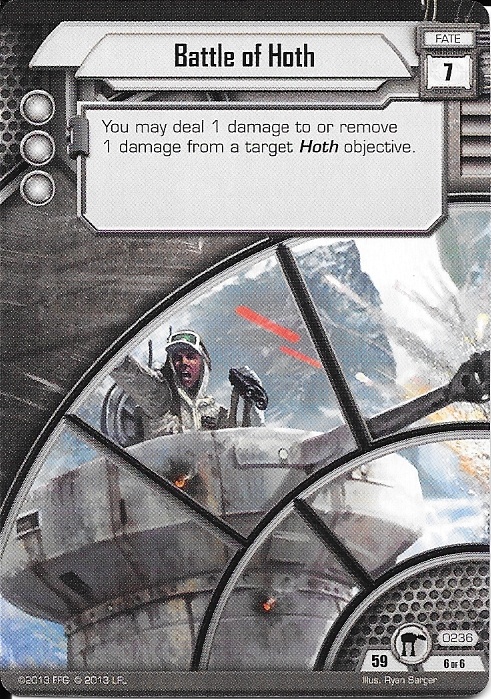 Battle of Hoth
FATE
7
You may deal 1 damage to or remove
1 damage from a target Hoth objective.
0236
59
6 OF 6
©2013 FFG © 2013 LFL
Illus. Ryan Barger